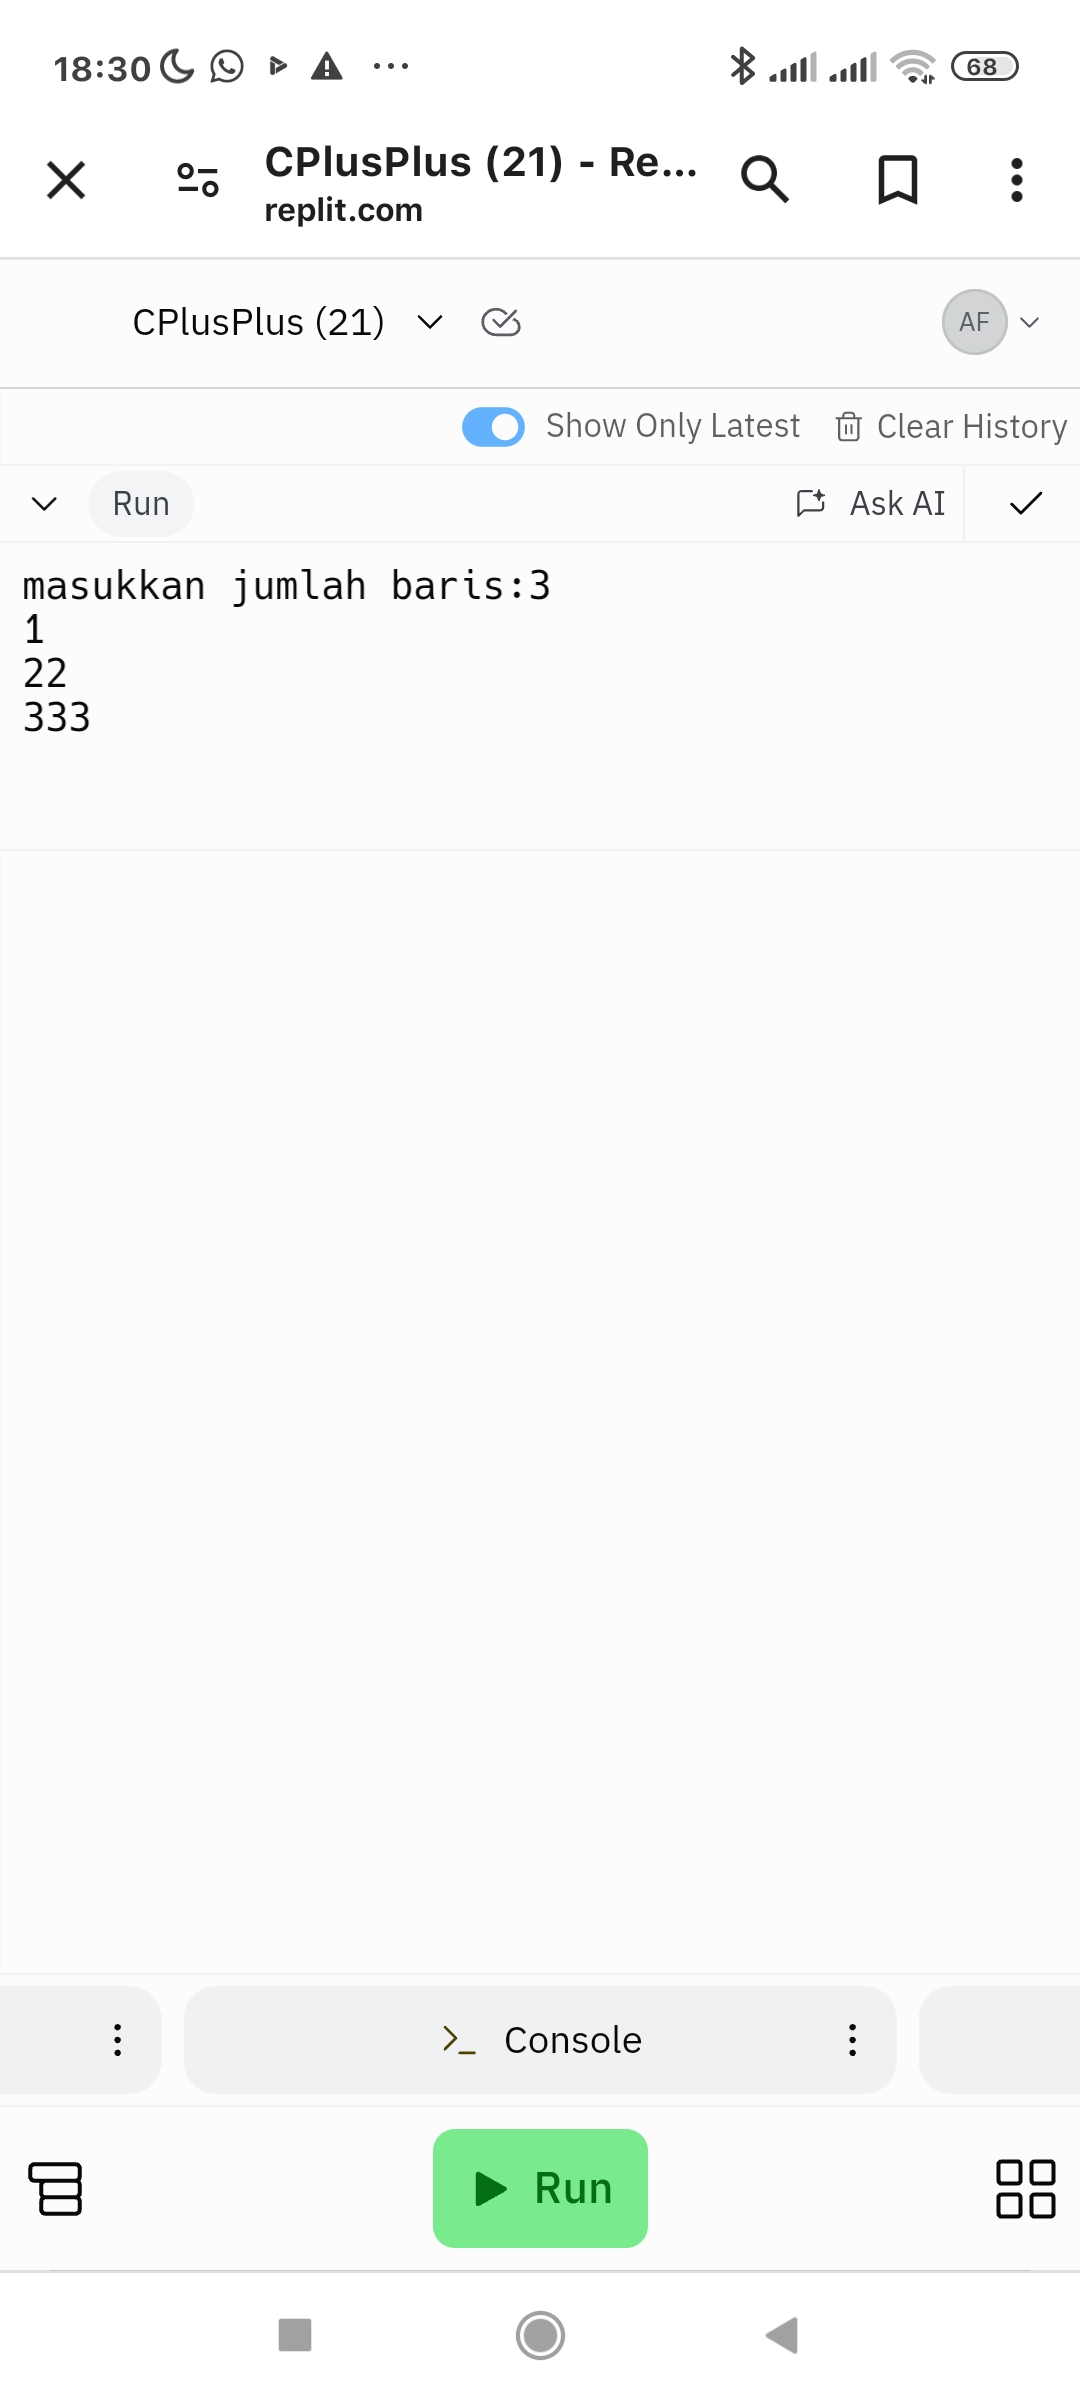 18:30
68
CPlusPlus (21) - Re...
replit.com
CPlusPlus (21)
AF
Show Only Latest
Clear History
Run
Ask AI
masukkan jumlah baris:3
1
22
333
Console
Run